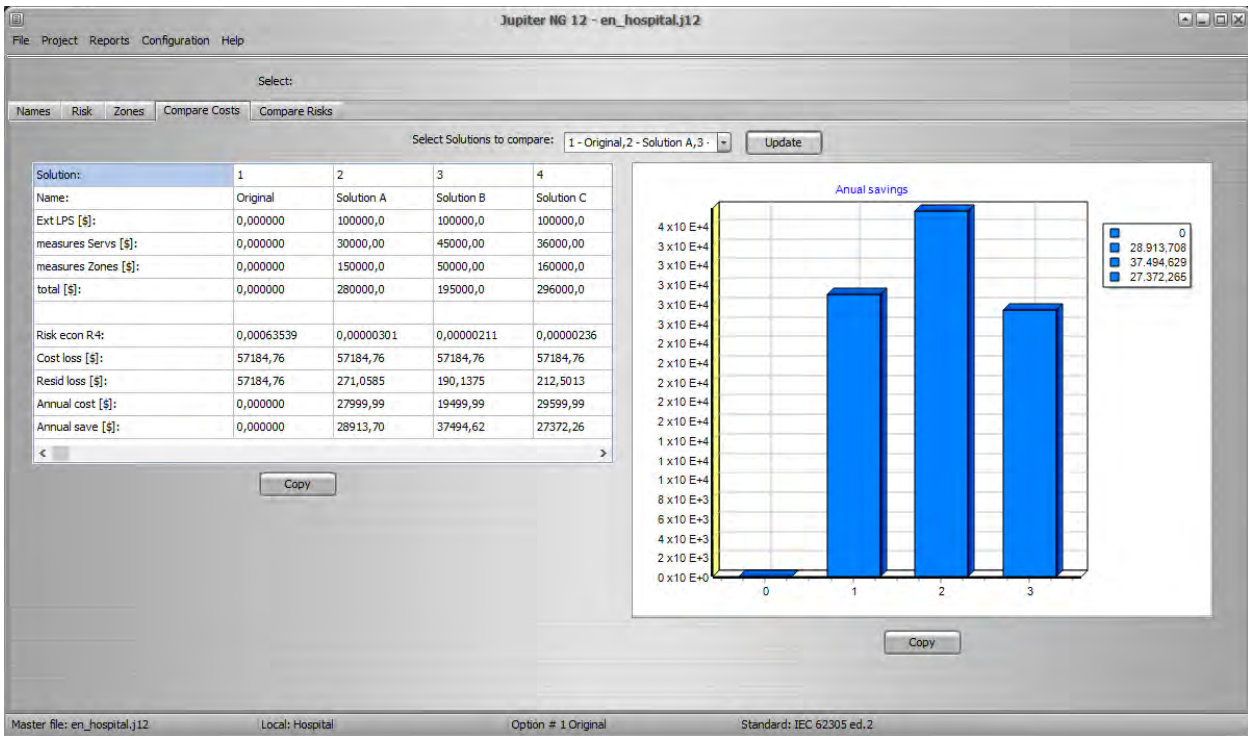 Jupiter NG 12 - en_hospital.j12
File Project Reports Configuration Help
Select:
Names Risk Zones Compare Costs Compare Risks
Select Solutions to compare: 1 - Original,2 - Solution A,3 - Update
Solution: 1 2 3 4
Name: Original Solution A Solution B Solution C
Ext LPS [$]: 0,000000 100000,0 100000,0 100000,0
measures Servs [$]: 0,000000 30000,00 45000,00 36000,00
measures Zones [$]: 0,000000 150000,0 50000,00 160000,0
total [$]: 0,000000 280000,0 195000,0 296000,0
Risk econ R4: 0,00063539 0,00000301 0,00000211 0,00000236
Cost loss [$]: 57184,76 57184,76 57184,76 57184,76
Resid loss [$]: 57184,76 271,0585 190,1375 212,5013
Annual cost [$]: 0,000000 27999,99 19499,99 29599,99
Annual save [$]: 0,000000 28913,70 37494,62 27372,26
Copy
Anual savings
4 x10 E+4
3 x10 E+4
3 x10 E+4
3 x10 E+4
3 x10 E+4
3 x10 E+4
2 x10 E+4
2 x10 E+4
2 x10 E+4
2 x10 E+4
2 x10 E+4
1 x10 E+4
1 x10 E+4
1 x10 E+4
8 x10 E+3
6 x10 E+3
4 x10 E+3
2 x10 E+3
0 x10 E+0
0 1 2 3
0
28.913,708
37.494,629
27.372,265
Copy
Master file: en_hospital.j12 Local: Hospital Option # 1 Original Standard: IEC 62305 ed.2